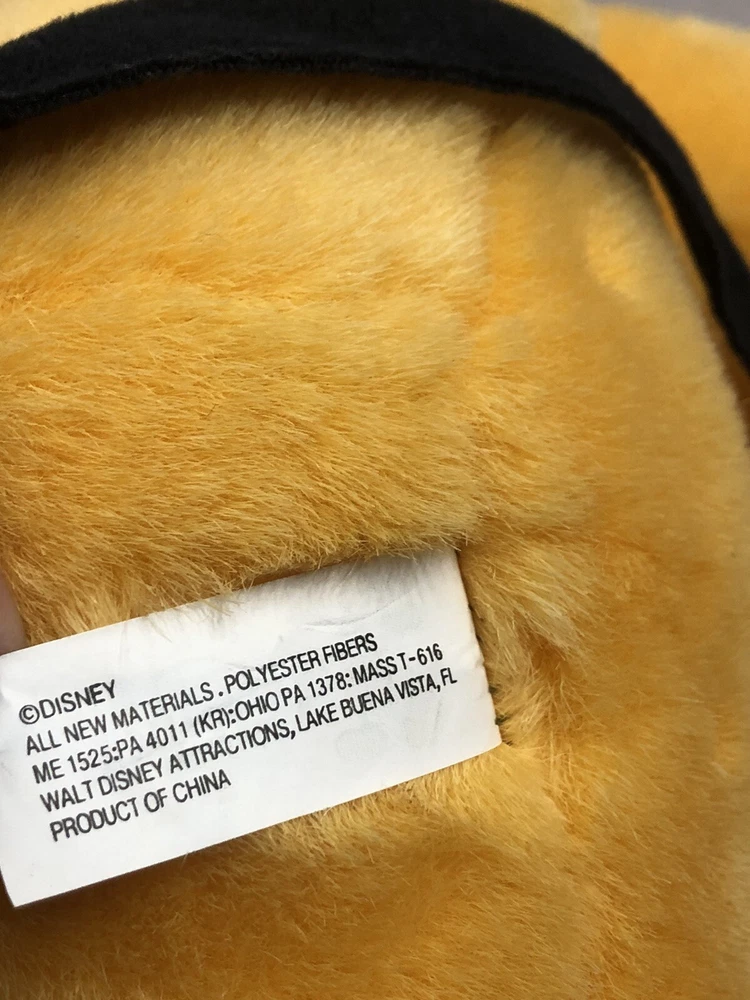 ©DISNEY
ALL NEW MATERIALS . POLYESTER FIBERS
ME 1525:PA 4011 (KR):OHIO PA 1378: MASS T-616
WALT DISNEY ATTRACTIONS, LAKE BUENA VISTA, FL
PRODUCT OF CHINA